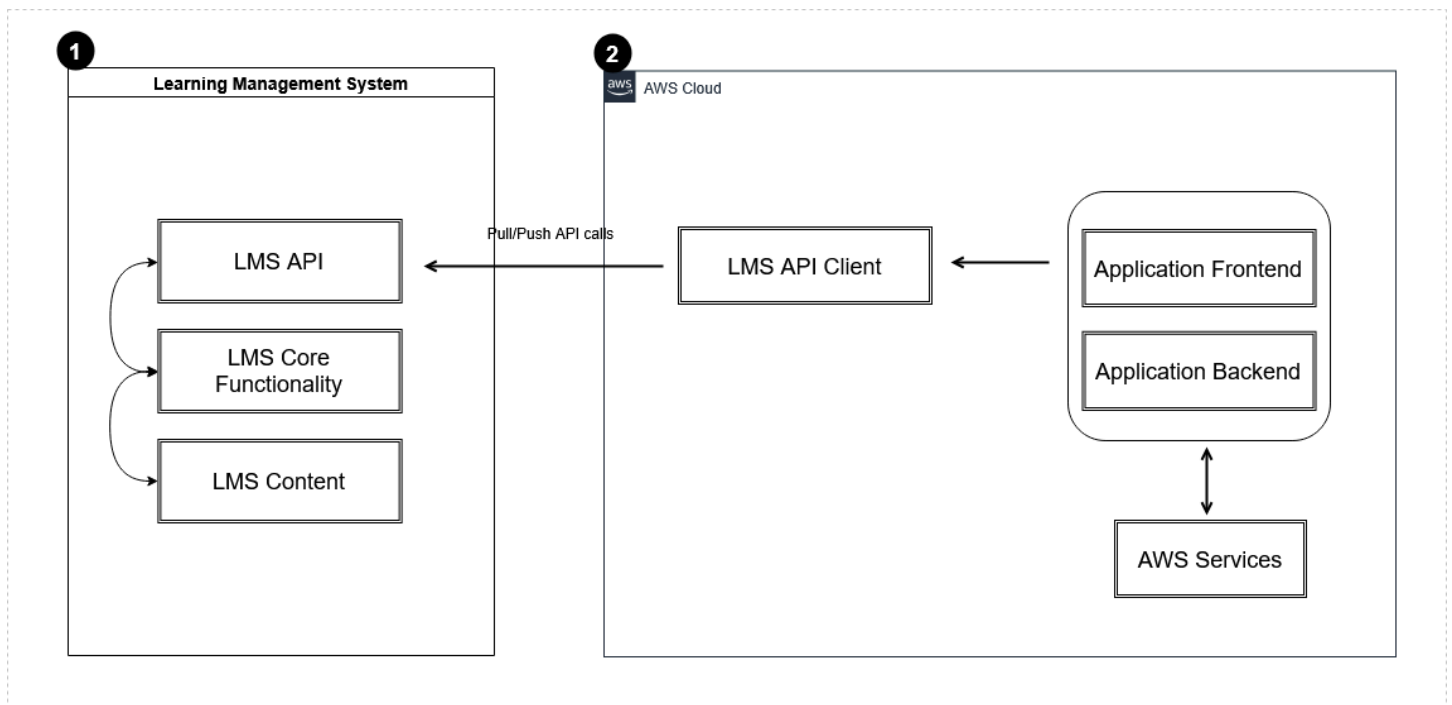 1
Learning Management System
LMS API
LMS Core
Functionality
LMS Content
Pull/Push API calls
2
aws
AWS Cloud
LMS API Client
Application Frontend
Application Backend
AWS Services